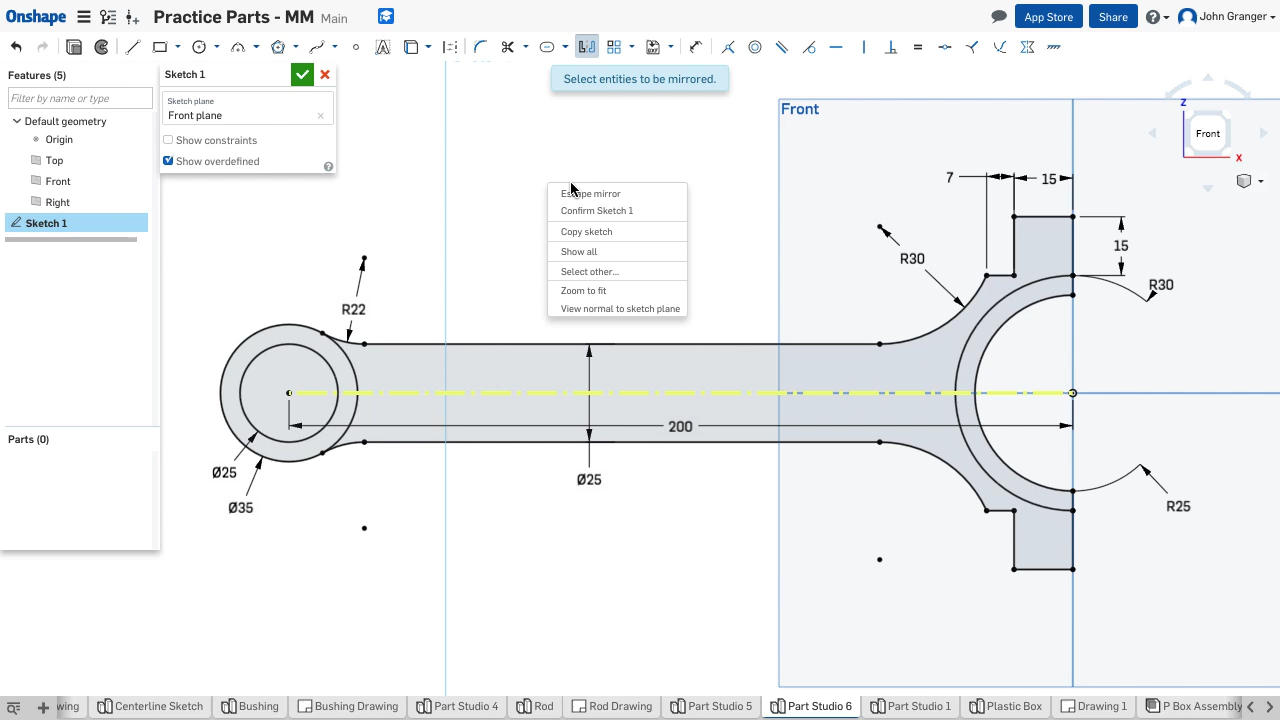 Onshape
Practice Parts - MM Main
App Store
Share
John Granger
Features (5)
Filter by name or type
Default geometry
Origin
Top
Front
Right
Sketch 1
Parts (0)
Sketch 1
Sketch plane
Front plane
Show constraints
Show overdefined
Select entities to be mirrored.
Escape mirror
Confirm Sketch 1
Copy sketch
Show all
Select other...
Zoom to fit
View normal to sketch plane
Front
Z
Front
X
7
15
15
R30
R30
R22
200
Ø25
Ø25
Ø35
R25
wing
Centerline Sketch
Bushing
Bushing Drawing
Part Studio 4
Rod
Rod Drawing
Part Studio 5
Part Studio 6
Part Studio 1
Plastic Box
Drawing 1
P Box Assembly